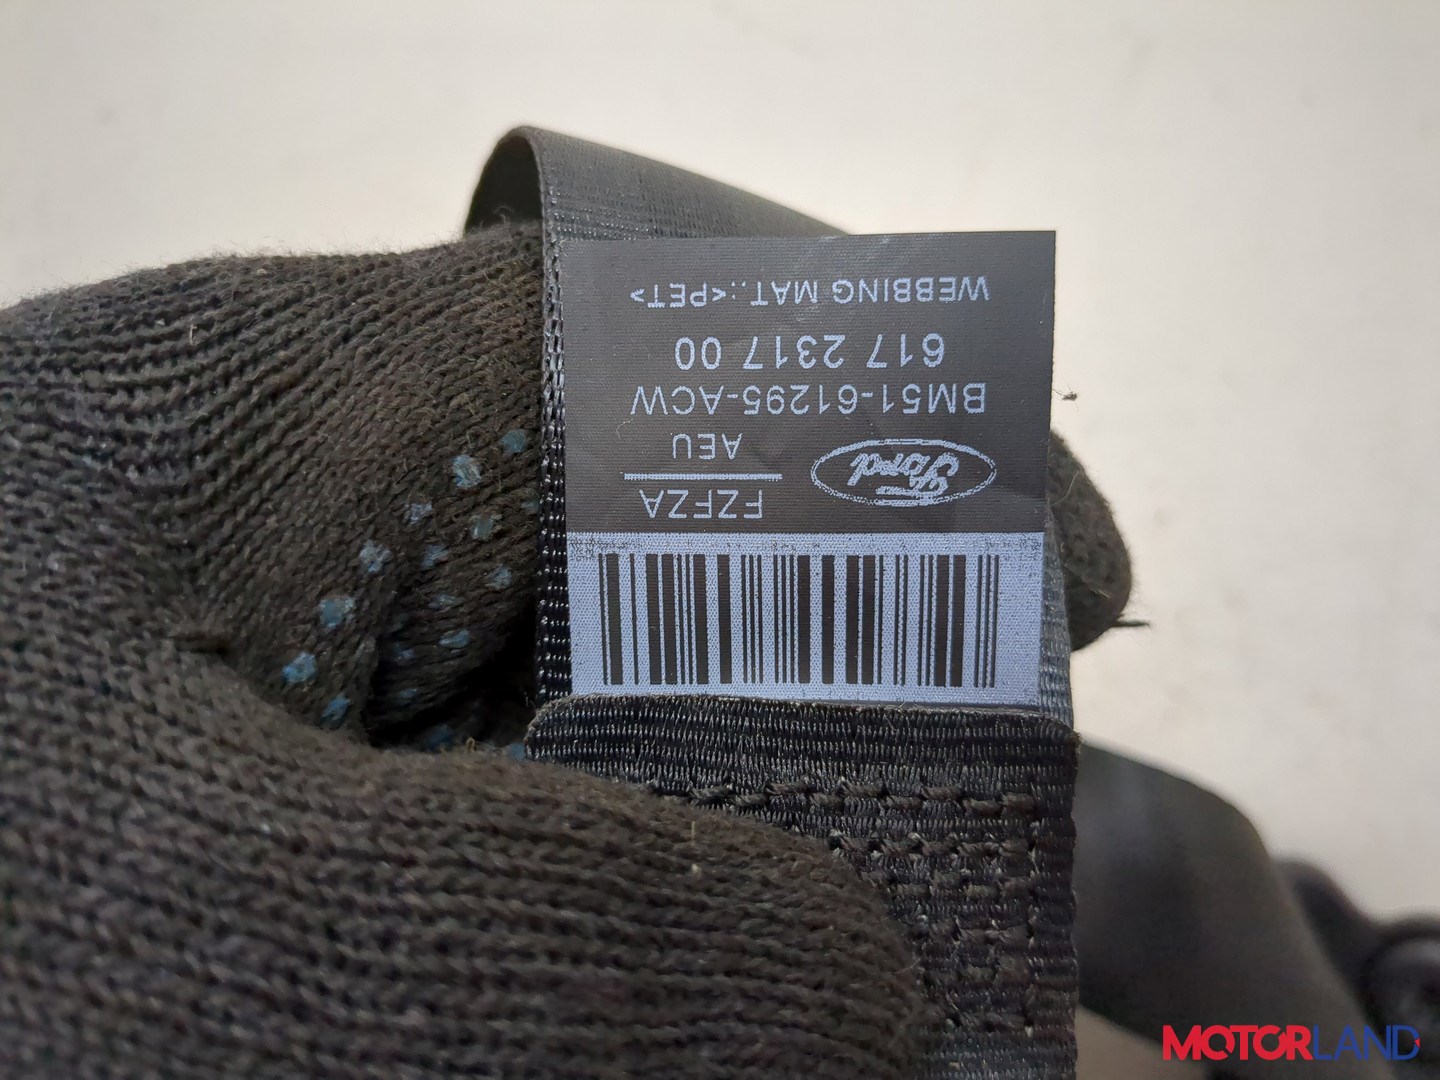 FZFZA
AEU
Ford
BM51-61295-ACW
617 2317 00
WEBBING MAT.:<PET>
MOTORLAND